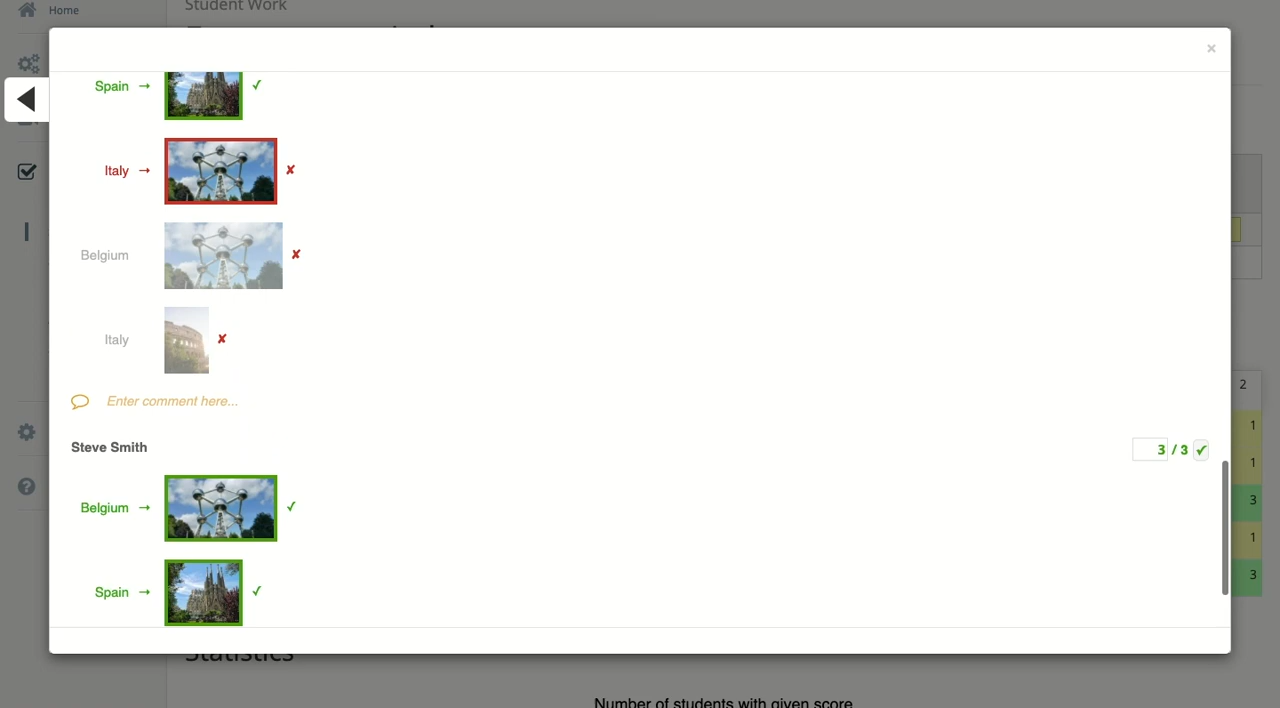 Home
Student Work
×
Spain → ✓
Italy → ✘
Belgium ✘
Italy ✘
Enter comment here...
Steve Smith
3 / 3 ✓
Belgium → ✓
Spain → ✓
2
1
1
3
1
3
Statistics
Number of students with given score